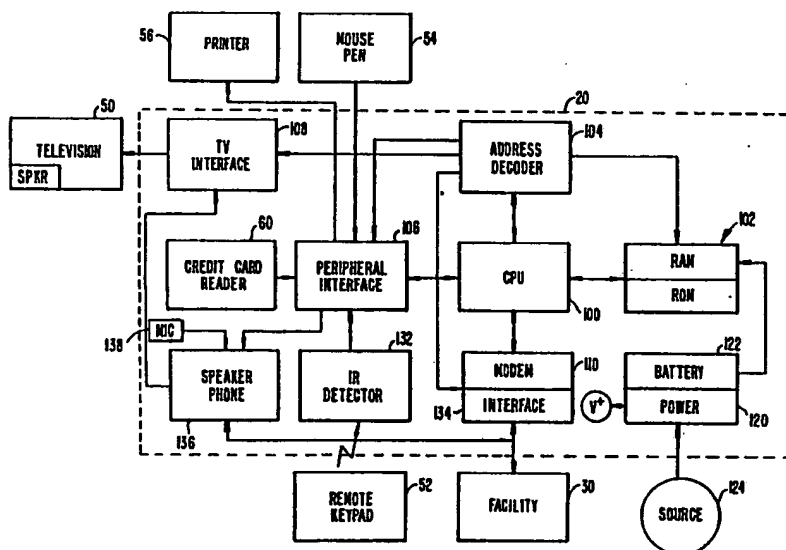 56
PRINTER
MOUSE
PEN
54
20
50
TELEVISION
SPKR
108
TV
INTERFACE
ADDRESS
DECODER
104
60
CREDIT CARD
READER
106
PERIPHERAL
INTERFACE
CPU
100
102
RAM
ROM
138
MIC
SPEAKER
PHONE
136
132
IR
DETECTOR
MODEM
110
134
INTERFACE
V+
122
BATTERY
POWER
120
REMOTE
KEYPAD
52
FACILITY
30
SOURCE
124